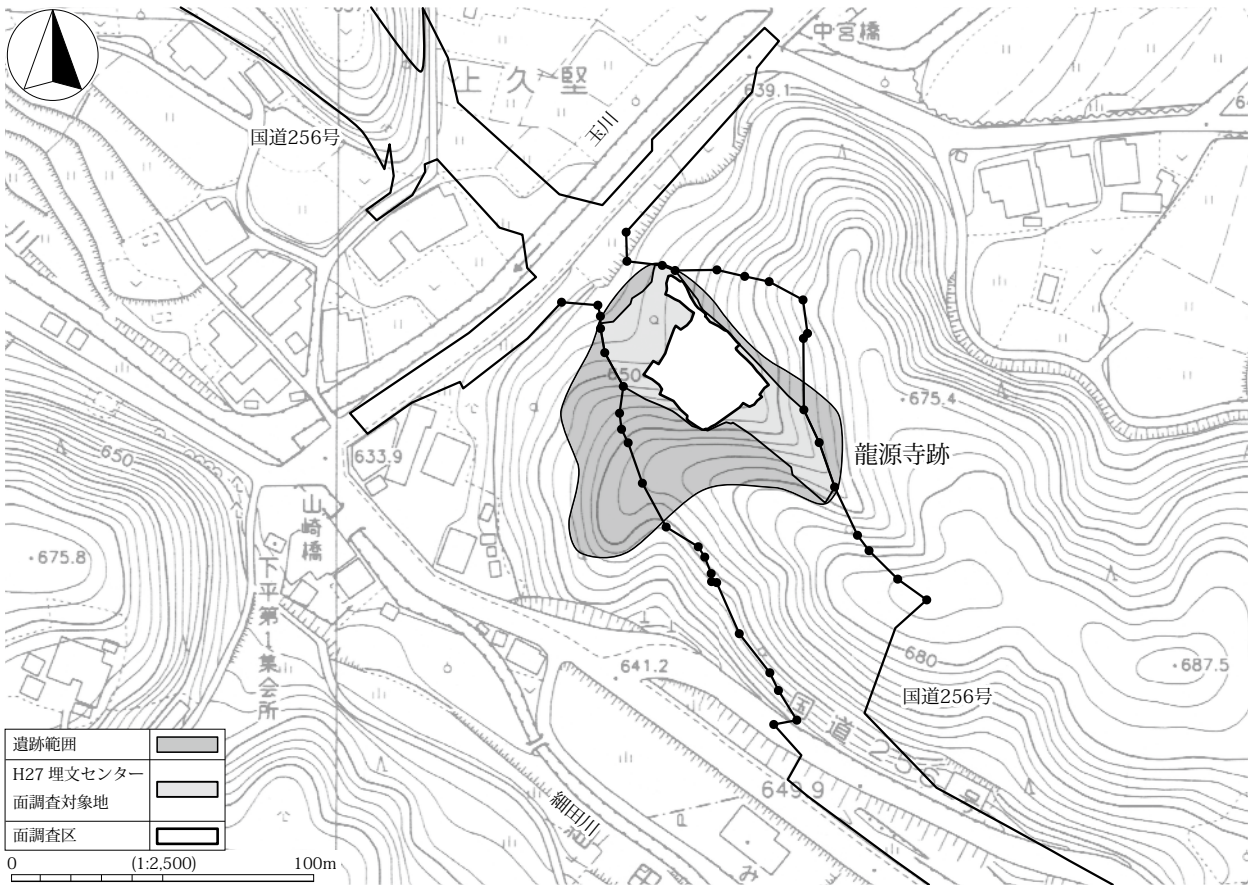 中宮橋
上久堅
639.1
玉川
国道256号
650
675.4
龍源寺跡
650
633.9
山崎橋
675.8
下平第1集会所
641.2
680
687.5
国道256号
国道256号
649.9
細田川
遺跡範囲
H27 埋文センター
面調査対象地
面調査区
0 (1:2,500) 100m